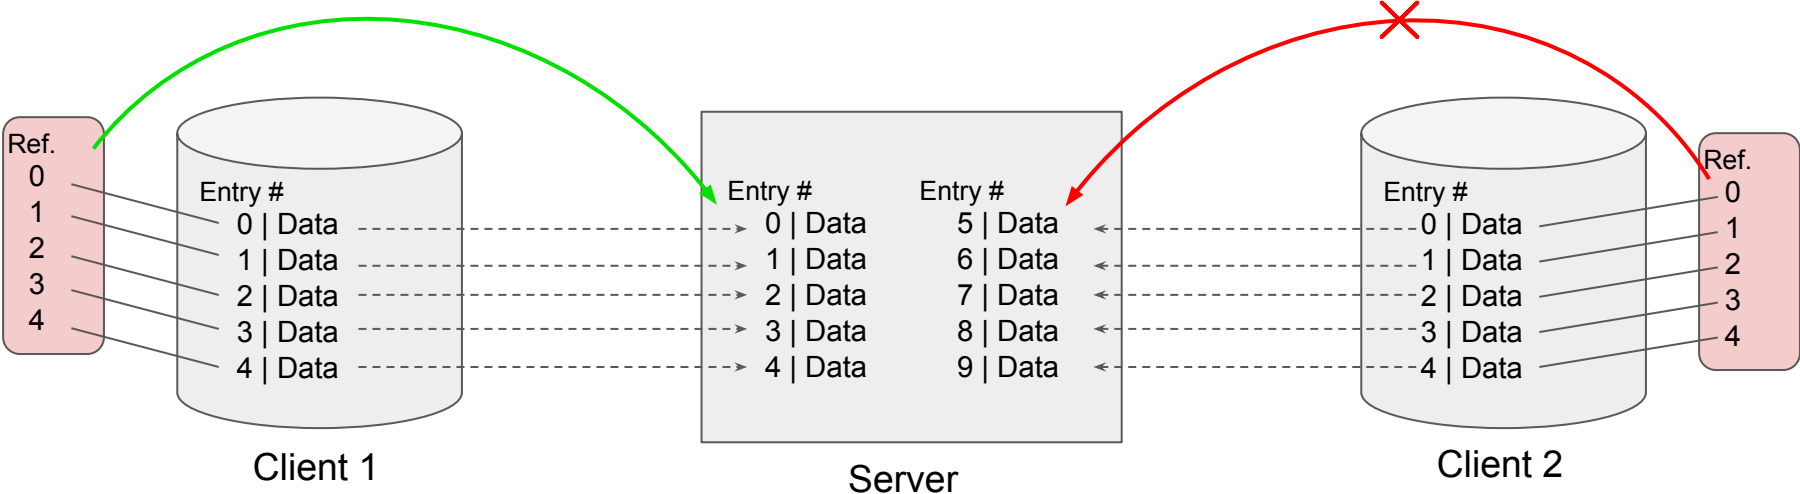 Ref.
0
1
2
3
4
Entry #
0 | Data
1 | Data
2 | Data
3 | Data
4 | Data
Client 1
Entry #
0 | Data
1 | Data
2 | Data
3 | Data
4 | Data
Entry #
5 | Data
6 | Data
7 | Data
8 | Data
9 | Data
Server
Entry #
0 | Data
1 | Data
2 | Data
3 | Data
4 | Data
Client 2
Ref.
0
1
2
3
4